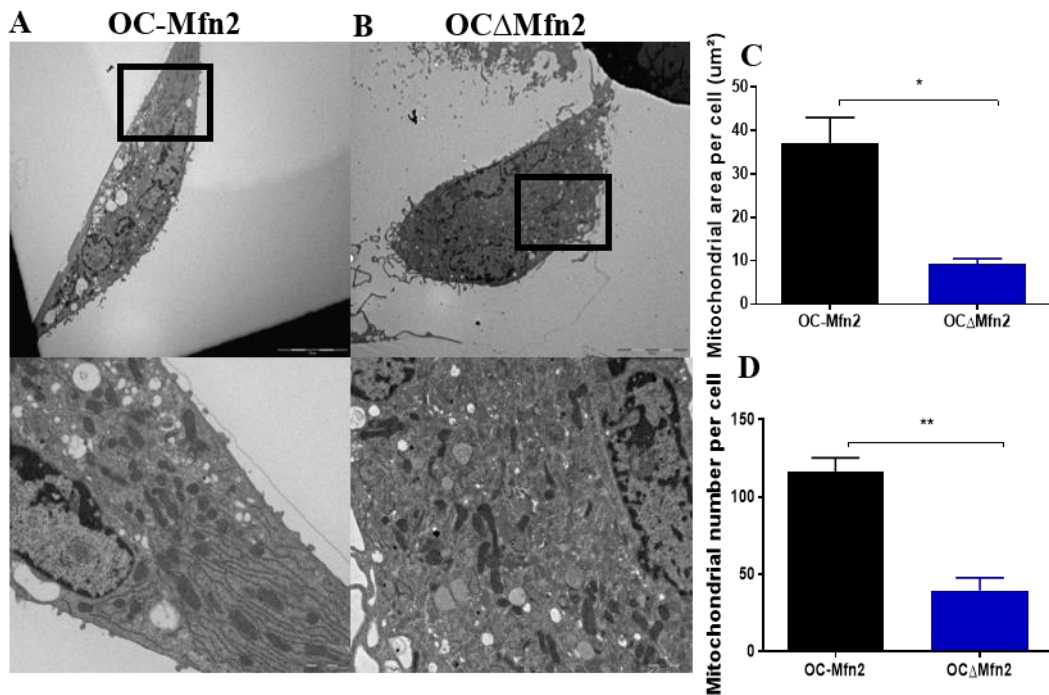 A OC-Mfn2
B OCΔMfn2
C
Mitochondrial area per cell (um²)
50
40
30
20
10
0
*
OC-Mfn2 OCΔMfn2
D
Mitochondrial number per cell
150
100
50
0
**
OC-Mfn2 OCΔMfn2